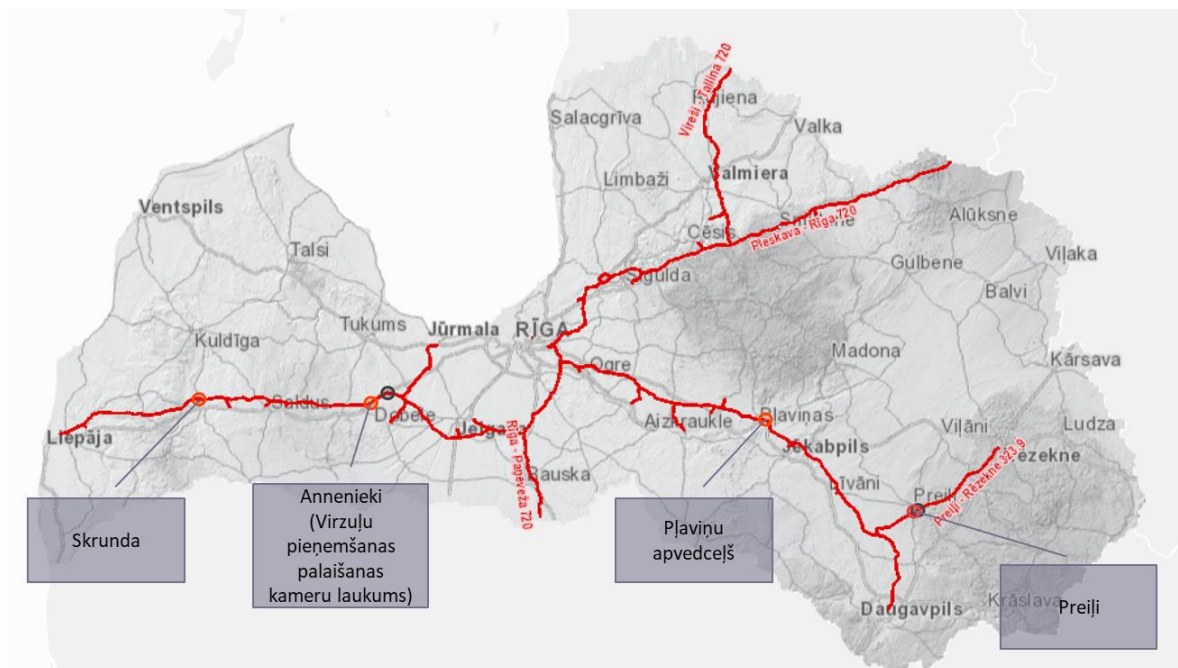 Vireši - Tallina 720
Rūjiena
Salacgrīva
Valka
Valmiera
Limbaži
Ventspils
Pleskava - Rīga 720
Alūksne
Cēsis
Talsi
Viļaka
Gulbene
Sigulda
Balvi
Tukums
Jūrmala
RĪGA
Kuldīga
Madona
Kārsava
Ogre
Saldus
Dobele
Pļaviņas
Aizkraukle
Viļāni
Ludza
Jelgava
Liepāja
Jēkabpils
Rēzekne
Rīga - Paņeveža 720
Bauska
Līvāni
Preiļi
Preiļi - Rēzekne 323.9
Skrunda
Annenieki
(Virzuļu
pieņemšanas
palaišanas
kameru laukums)
Pļaviņu
apvedceļš
Daugavpils
Krāslava
Preiļi